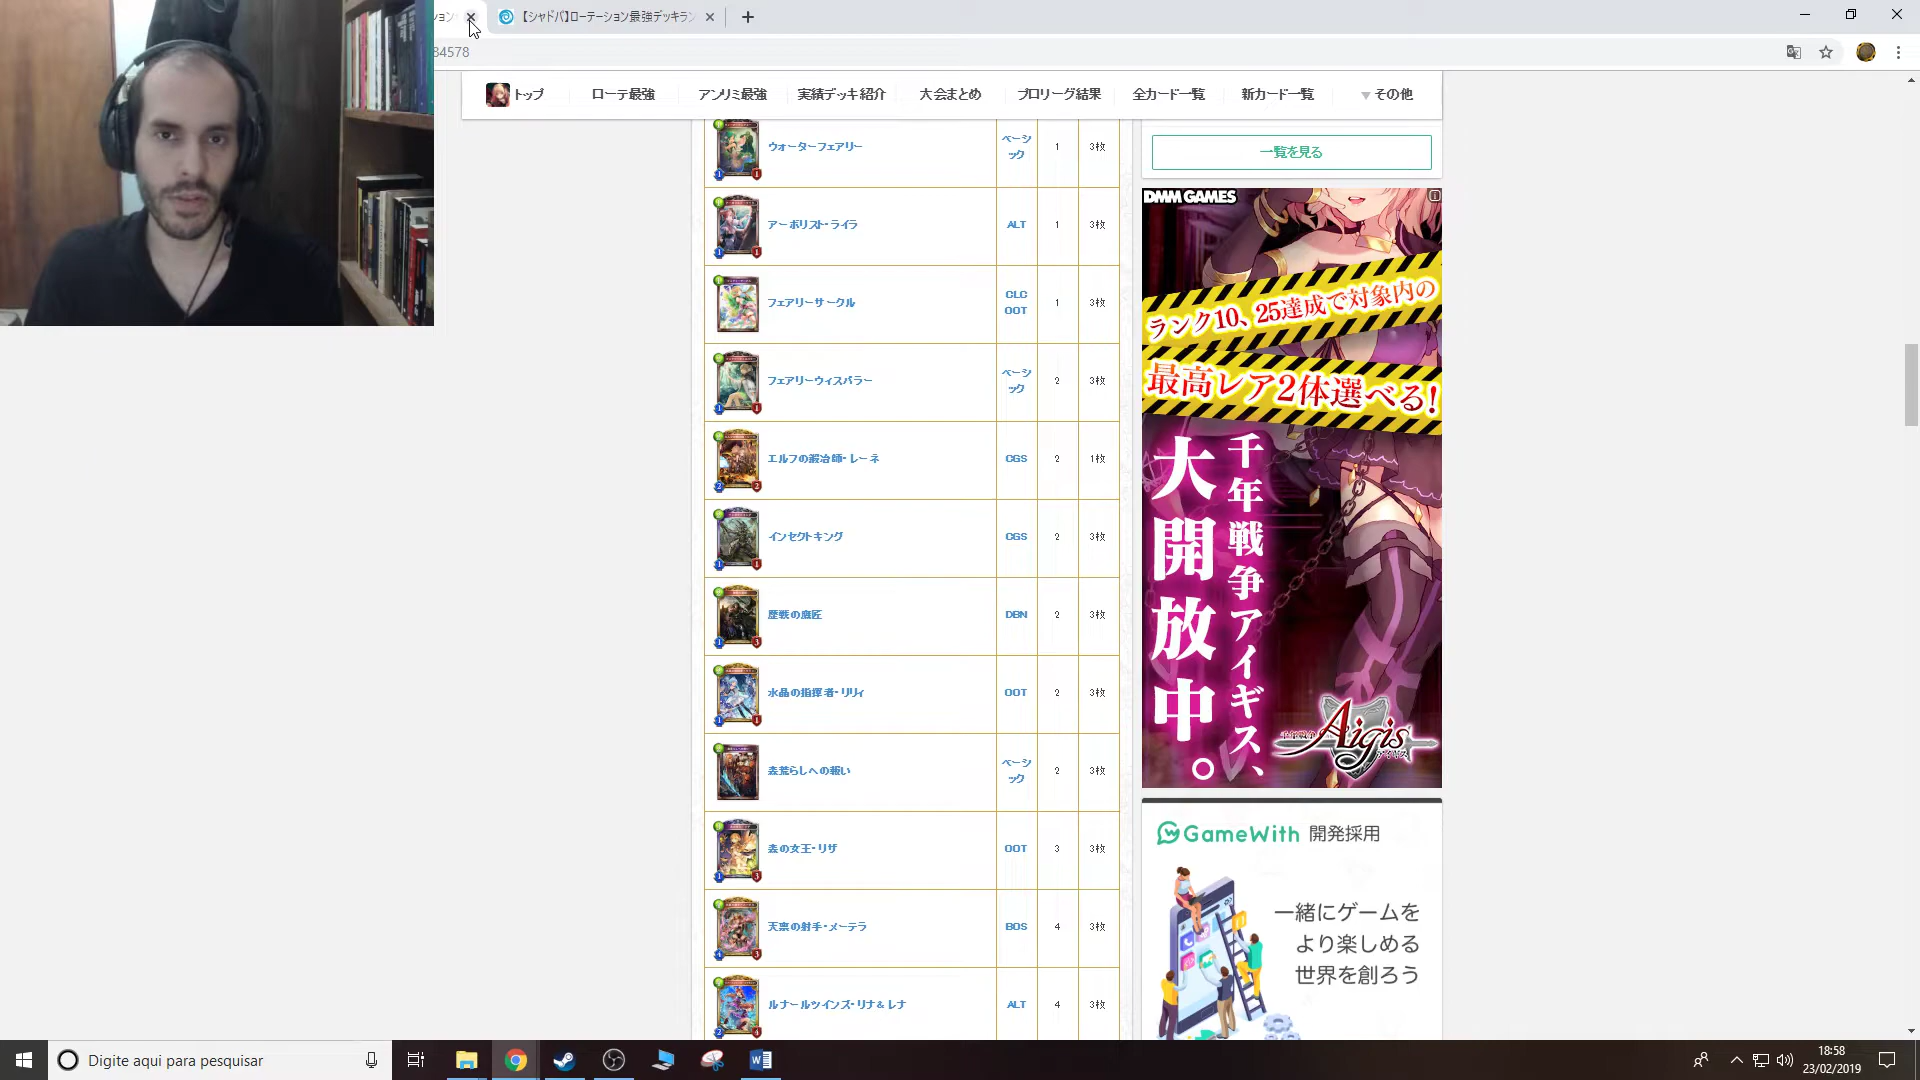 ョン
【シャドバ】ローテーション最強デッキラン
84578
トップ
ローテ最強
アンリミ最強
実績デッキ紹介
大会まとめ
プロリーグ結果
全カード一覧
新カード一覧
▼その他
ウォーターフェアリー ベーシック 1 3枚
アーボリスト・ライラ ALT 1 3枚
フェアリーサークル CLC OOT 1 3枚
フェアリーウィスパラー ベーシック 2 3枚
エルフの鍛冶師・レーネ CGS 2 1枚
インセクトキング CGS 2 3枚
歴戦の庭匠 DBN 2 3枚
水晶の指揮者・リリィ OOT 2 3枚
森荒らしへの報い ベーシック 2 3枚
森の女王・リザ OOT 3 3枚
天禀の射手・メーテラ BOS 4 3枚
ルナールツインズ・リナ&レナ ALT 4 3枚
一覧を見る
DMM GAMES
ランク10、25達成で対象内の
最高レア2体選べる!
千年戦争アイギス、
大開放中。
千年戦争アイギス
Aigis
GameWith 開発採用
一緒にゲームを
より楽しめる
世界を創ろう
Digite aqui para pesquisar
18:58
23/02/2019